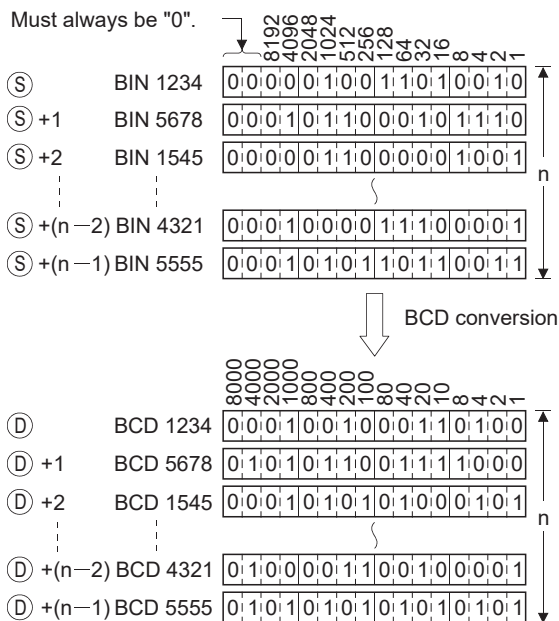 Must always be "0".
8192 4096 2048 1024 512 256 128 64 32 16 8 4 2 1
S BIN 1234 0 0 0 0 0 1 0 0 1 1 0 1 0 0 1 0
S +1 BIN 5678 0 0 0 1 0 1 1 0 0 0 1 0 1 1 1 0
S +2 BIN 1545 0 0 0 0 0 1 1 0 0 0 0 0 1 0 0 1
n
S +(n−2) BIN 4321 0 0 0 1 0 0 0 0 1 1 1 0 0 0 0 1
S +(n−1) BIN 5555 0 0 0 1 0 1 0 1 1 0 1 1 0 0 1 1
BCD conversion
8000 4000 2000 1000 800 400 200 100 80 40 20 10 8 4 2 1
D BCD 1234 0 0 0 1 0 0 1 0 0 0 1 1 0 1 0 0
D +1 BCD 5678 0 1 0 1 0 1 1 0 0 1 1 1 1 0 0 0
D +2 BCD 1545 0 0 0 1 0 1 0 1 0 1 0 0 0 1 0 1
n
D +(n−2) BCD 4321 0 1 0 0 0 0 1 1 0 0 1 0 0 0 0 1
D +(n−1) BCD 5555 0 1 0 1 0 1 0 1 0 1 0 1 0 1 0 1